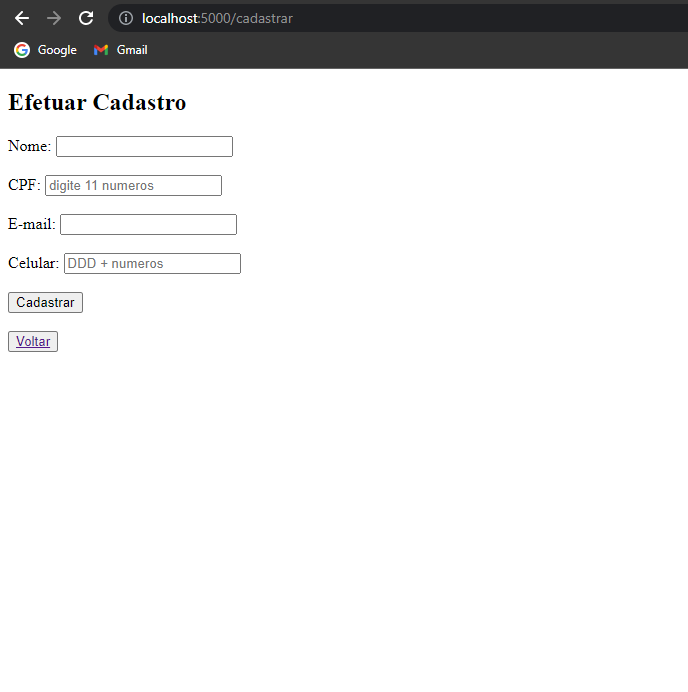 localhost:5000/cadastrar
Google Gmail
Efetuar Cadastro
Nome:
CPF: digite 11 numeros
E-mail:
Celular: DDD + numeros
Cadastrar
Voltar